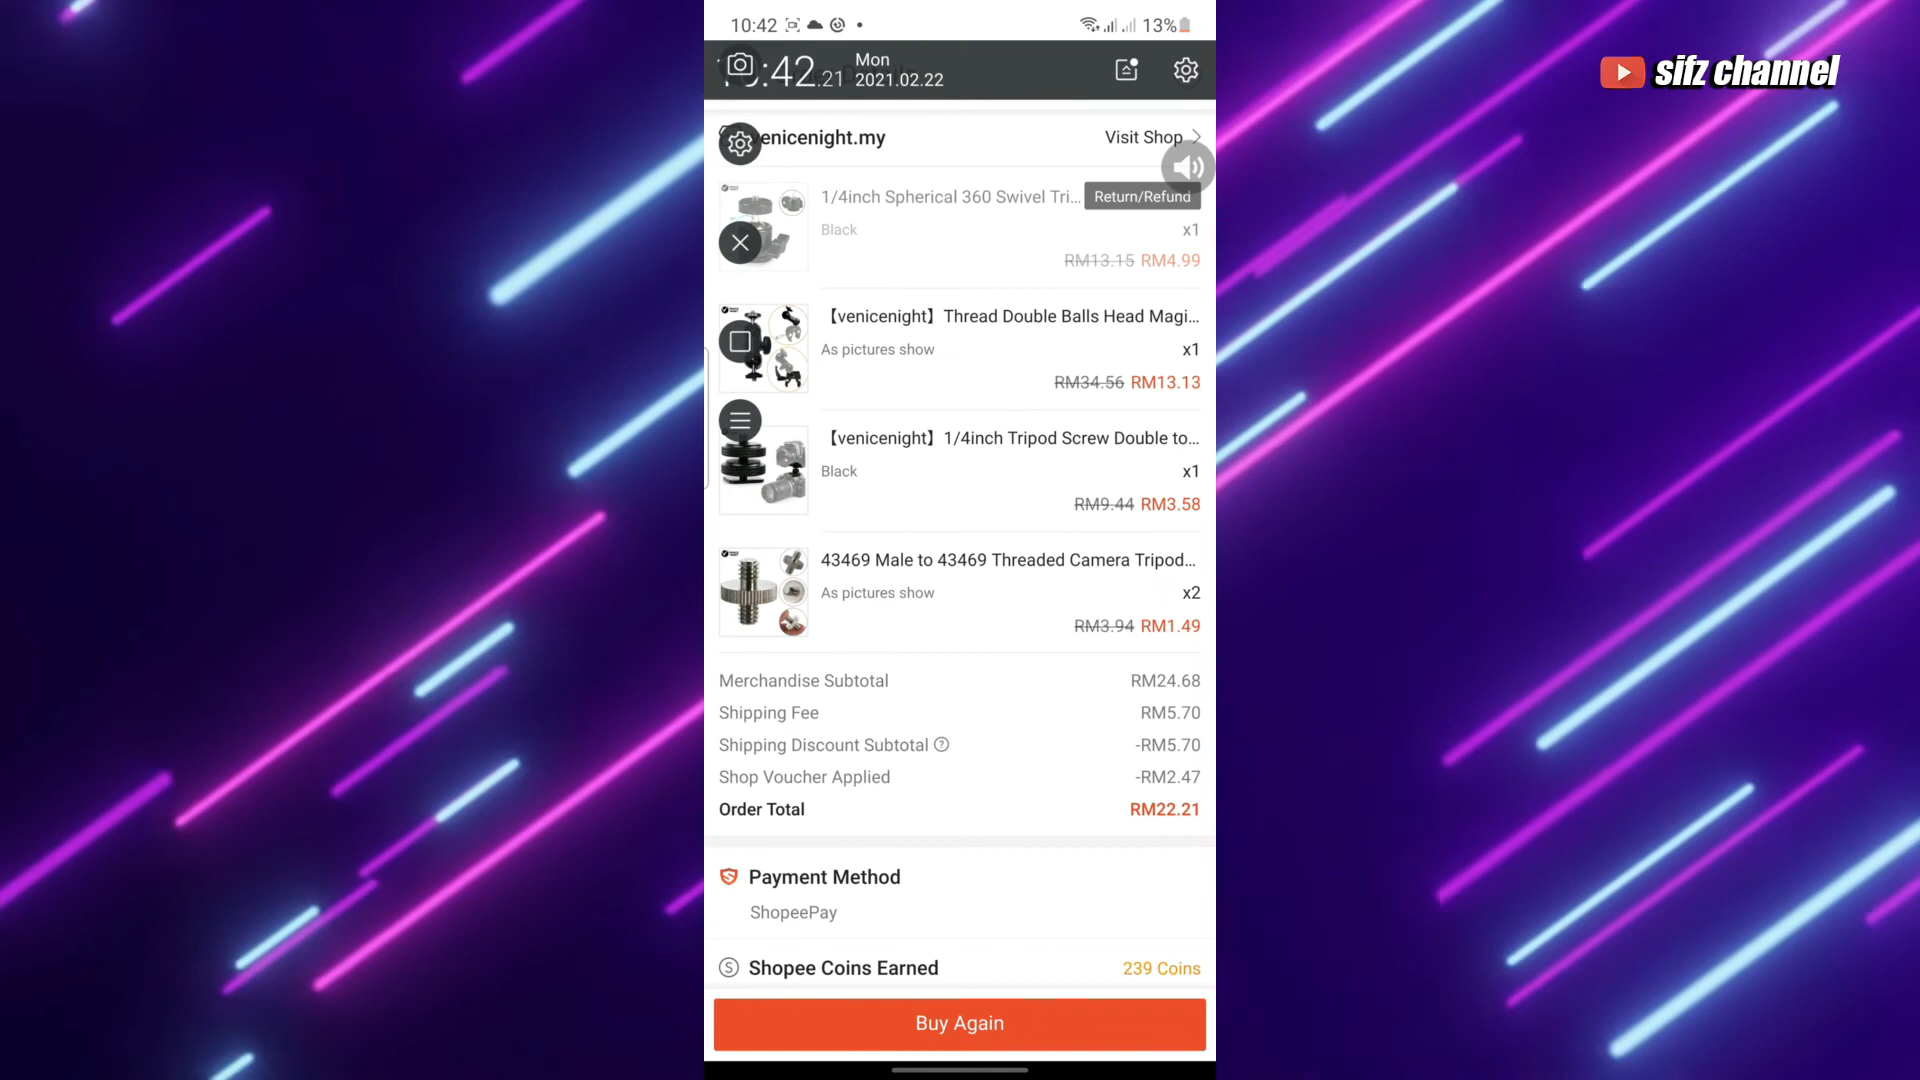 10:42
13%
:42.21
Mon
2021.02.22
sifz channel
enicenight.my
Visit Shop
1/4inch Spherical 360 Swivel Tri...
Return/Refund
Black
x1
RM13.15 RM4.99
【venicenight】Thread Double Balls Head Magi...
As pictures show
x1
RM34.56 RM13.13
【venicenight】1/4inch Tripod Screw Double to...
Black
x1
RM9.44 RM3.58
43469 Male to 43469 Threaded Camera Tripod...
As pictures show
x2
RM3.94 RM1.49
Merchandise Subtotal
RM24.68
Shipping Fee
RM5.70
Shipping Discount Subtotal ?
-RM5.70
Shop Voucher Applied
-RM2.47
Order Total
RM22.21
Payment Method
ShopeePay
Shopee Coins Earned
239 Coins
Buy Again